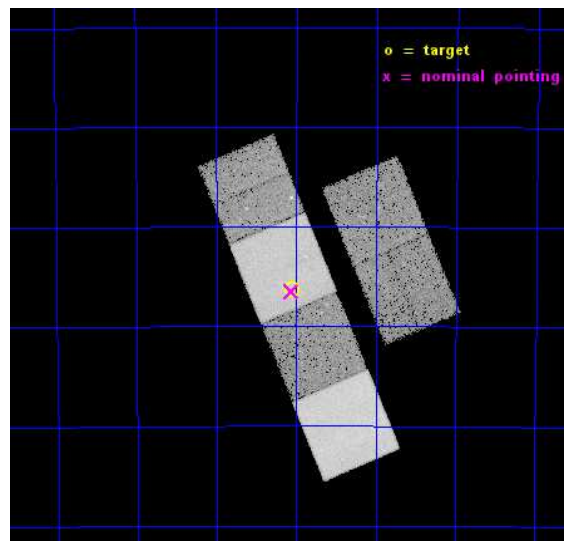 o = target
x = nominal pointing